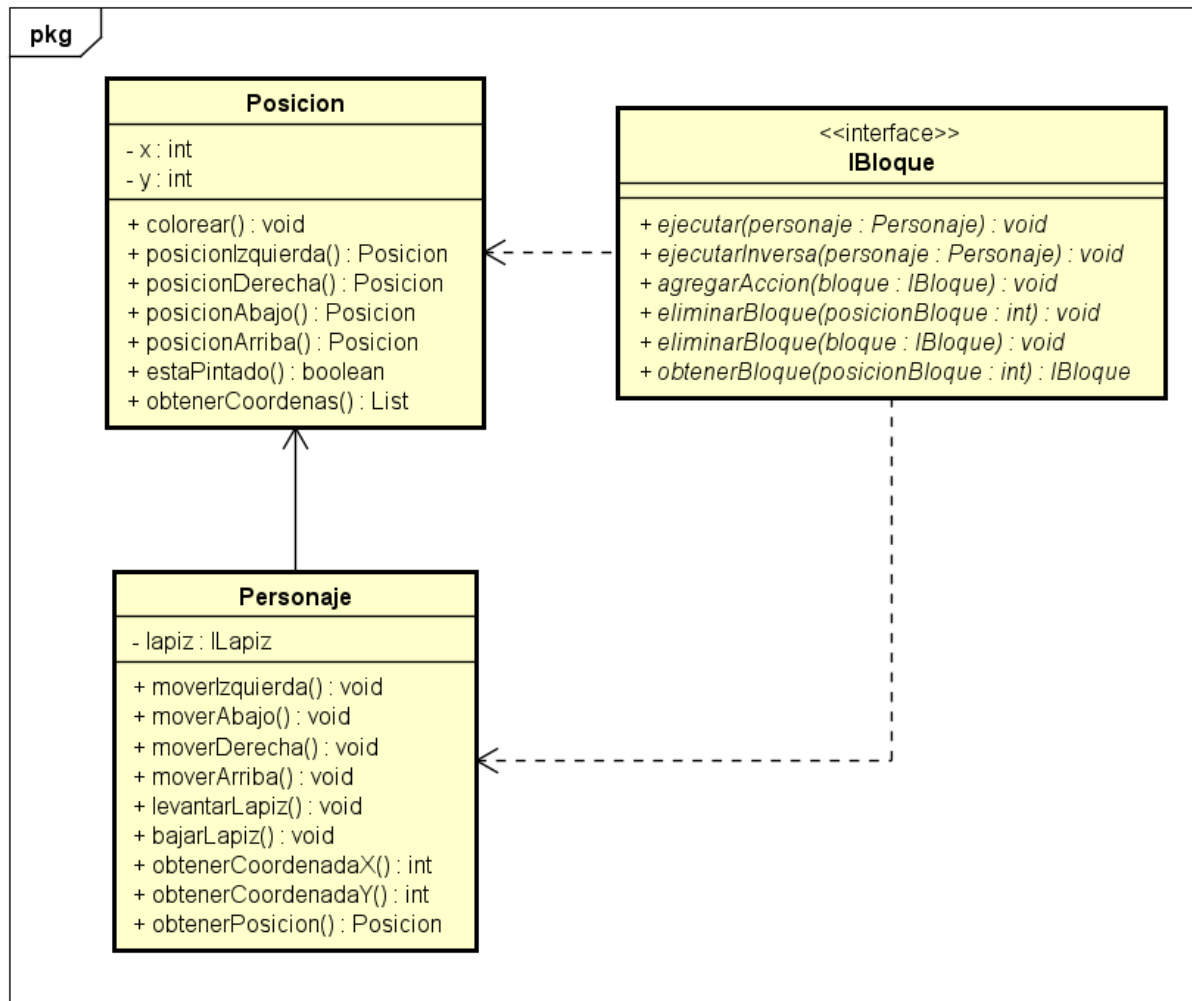 pkg
Posicion
- x : int
- y : int
+ colorear() : void
+ posicionIzquierda() : Posicion
+ posicionDerecha() : Posicion
+ posicionAbajo() : Posicion
+ posicionArriba() : Posicion
+ estaPintado() : boolean
+ obtenerCoordenas() : List
<<interface>>
IBloque
+ ejecutar(personaje : Personaje) : void
+ ejecutarInversa(personaje : Personaje) : void
+ agregarAccion(bloque : IBloque) : void
+ eliminarBloque(posicionBloque : int) : void
+ eliminarBloque(bloque : IBloque) : void
+ obtenerBloque(posicionBloque : int) : IBloque
Personaje
- lapiz : ILapiz
+ moverIzquierda() : void
+ moverAbajo() : void
+ moverDerecha() : void
+ moverArriba() : void
+ levantarLapiz() : void
+ bajarLapiz() : void
+ obtenerCoordenadaX() : int
+ obtenerCoordenadaY() : int
+ obtenerPosicion() : Posicion